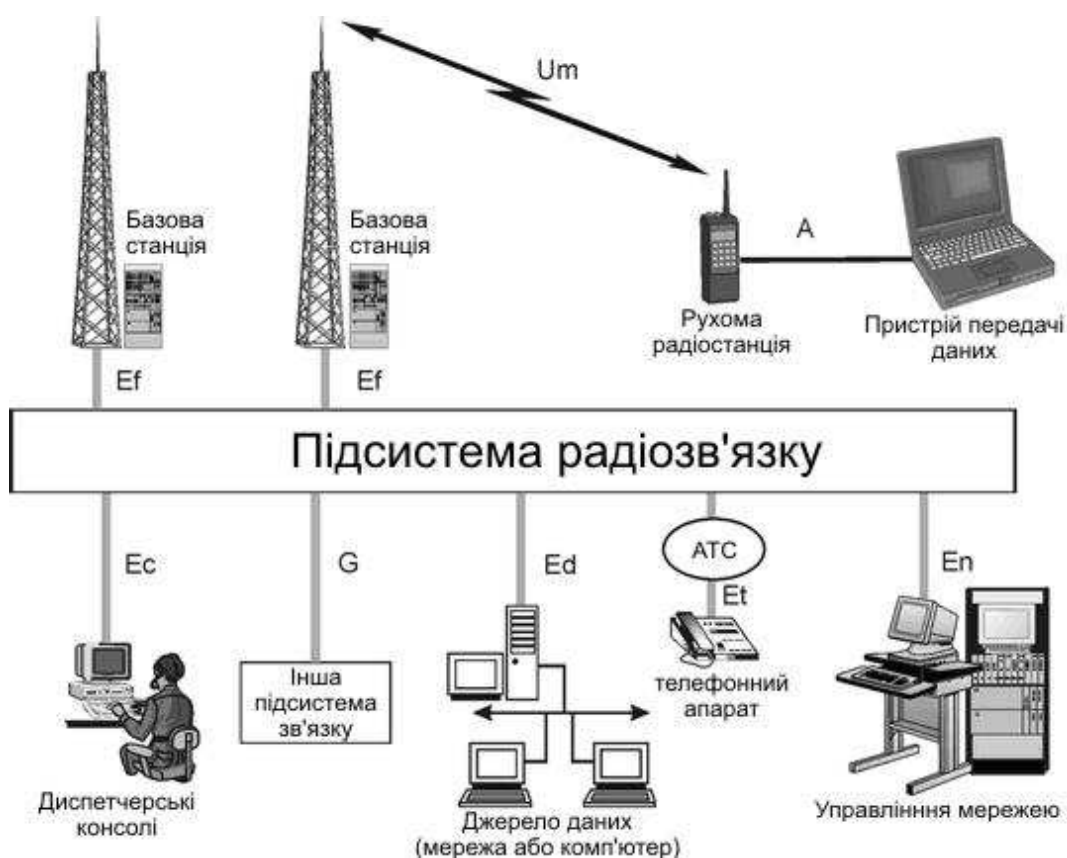 Um
Базова
станція
Базова
станція
A
Рухома
радіостанція
Пристрій передачі
даних
Ef
Ef
Підсистема радіозв'язку
Ec
G
Ed
АТС
Et
En
Інша
підсистема
зв'язку
телефонний
апарат
Диспетчерські
консолі
Джерело даних
(мережа або комп'ютер)
Управлінння мережею